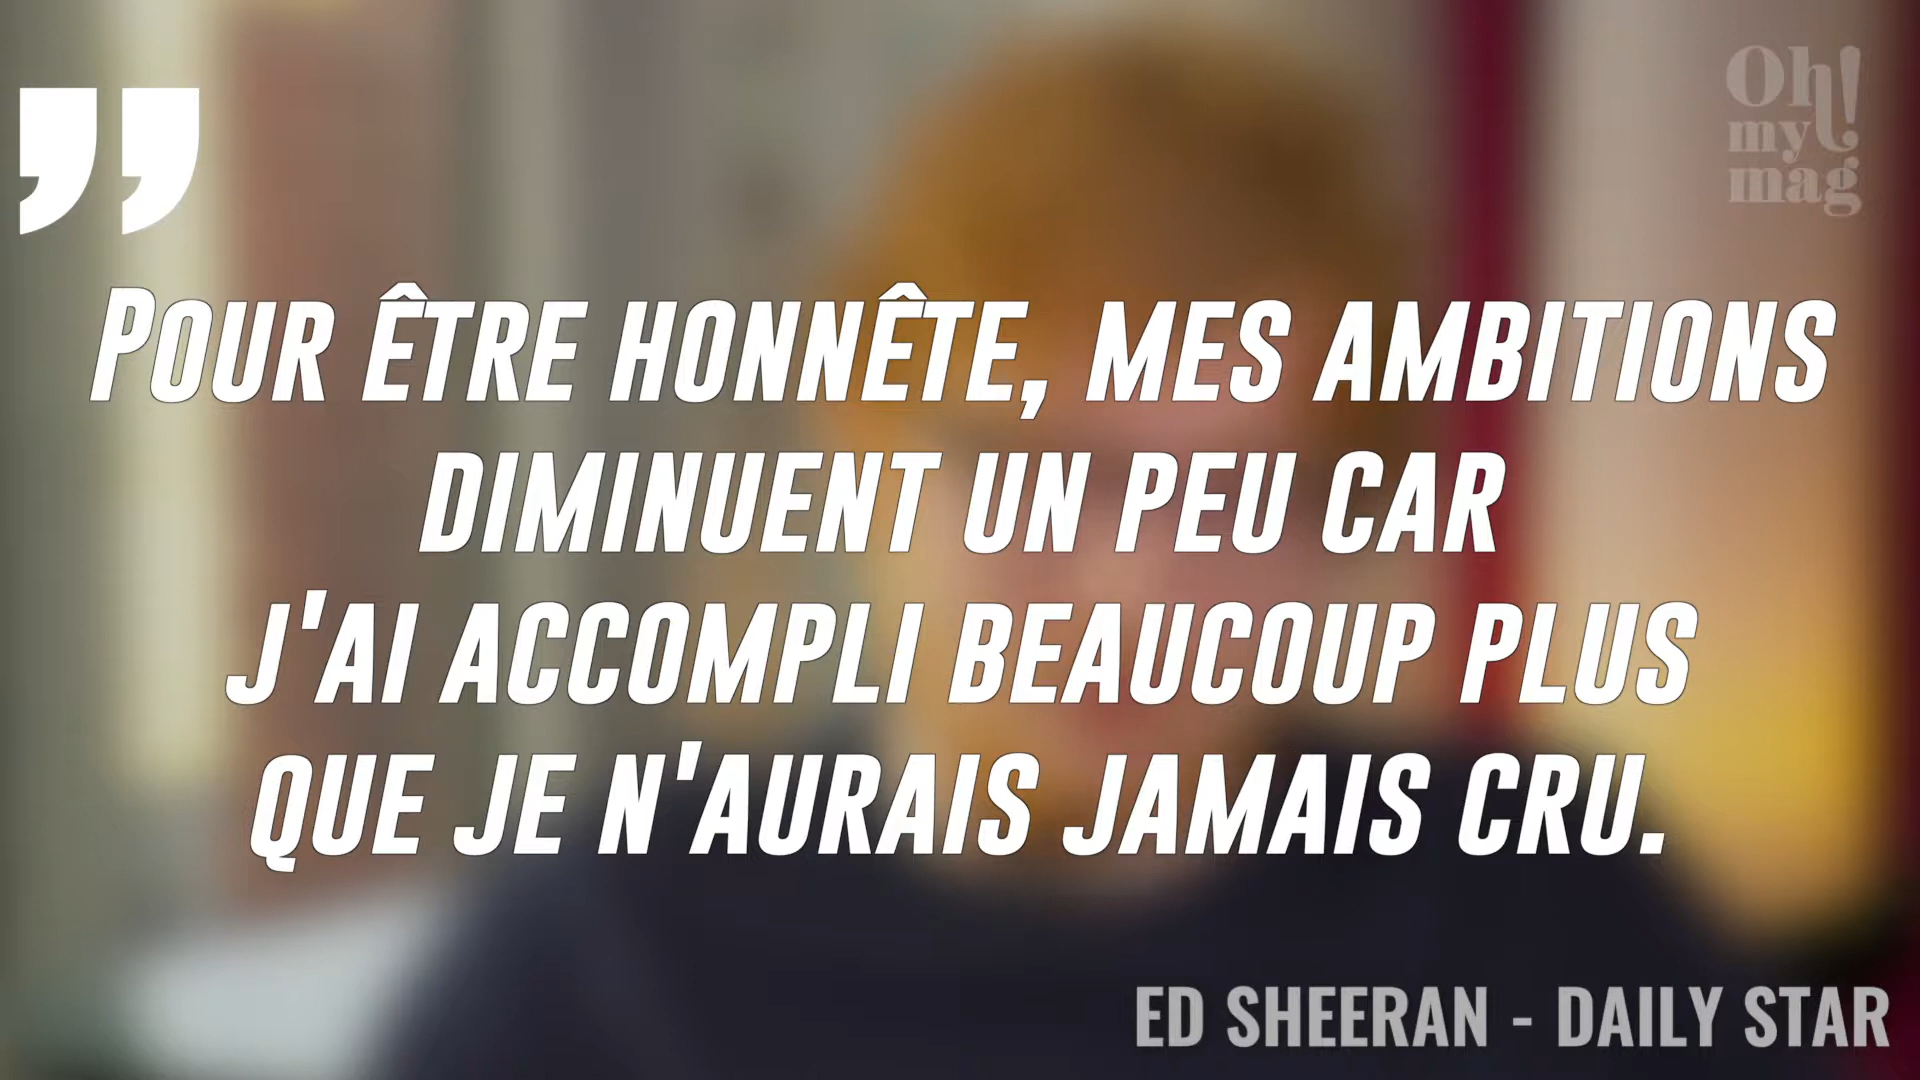 Oh!
my
mag
"
POUR ÊTRE HONNÊTE, MES AMBITIONS
DIMINUENT UN PEU CAR
J'AI ACCOMPLI BEAUCOUP PLUS
QUE JE N'AURAIS JAMAIS CRU.
ED SHEERAN - DAILY STAR